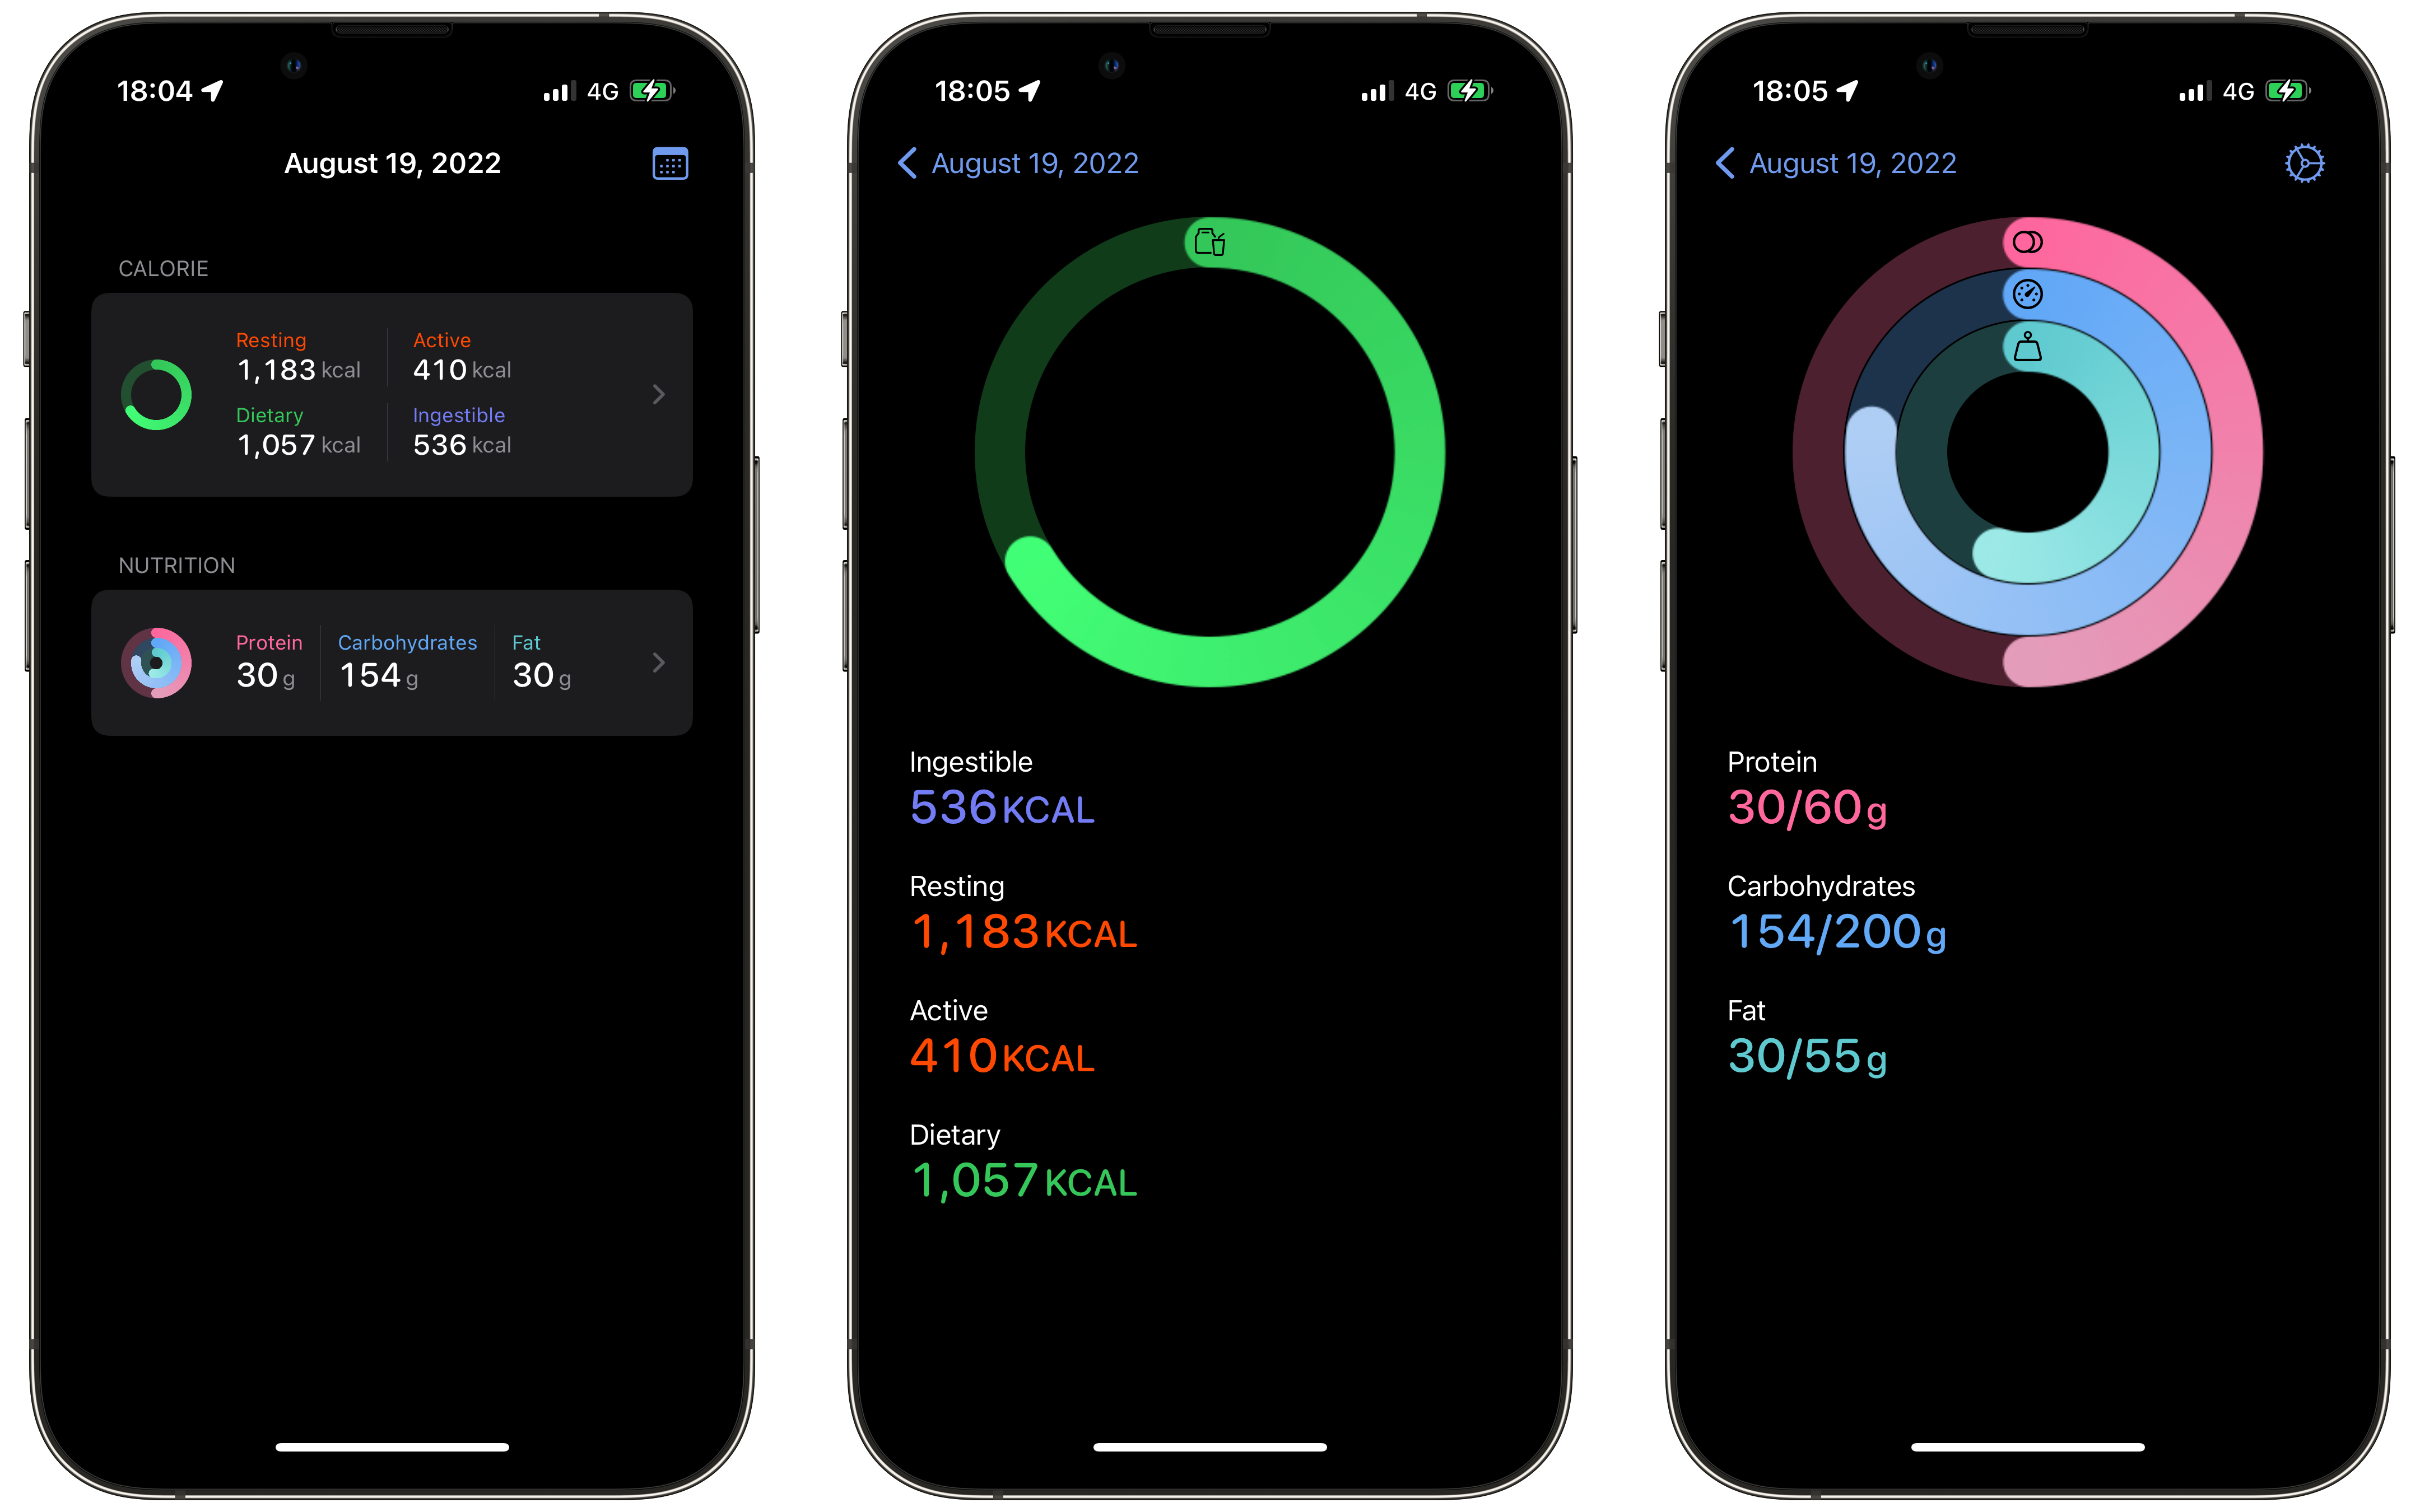 18:04
4G
August 19, 2022
CALORIE
Resting
Active
1,183 kcal
410 kcal
Dietary
Ingestible
1,057 kcal
536 kcal
NUTRITION
Protein
Carbohydrates
Fat
30 g
154 g
30 g
18:05
4G
August 19, 2022
Ingestible
536 KCAL
Resting
1,183 KCAL
Active
410 KCAL
Dietary
1,057 KCAL
18:05
4G
August 19, 2022
Protein
30/60 g
Carbohydrates
154/200 g
Fat
30/55 g